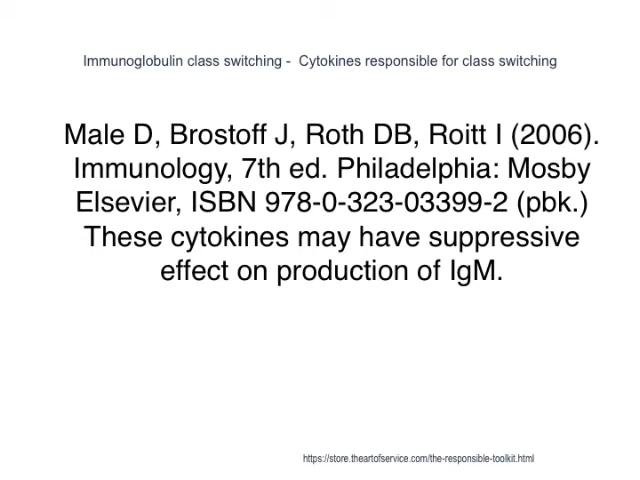 Immunoglobulin class switching -  Cytokines responsible for class switching
Male D, Brostoff J, Roth DB, Roitt I (2006).
Immunology, 7th ed. Philadelphia: Mosby
Elsevier, ISBN 978-0-323-03399-2 (pbk.)
These cytokines may have suppressive
effect on production of IgM.
https://store.theartofservice.com/the-responsible-toolkit.html